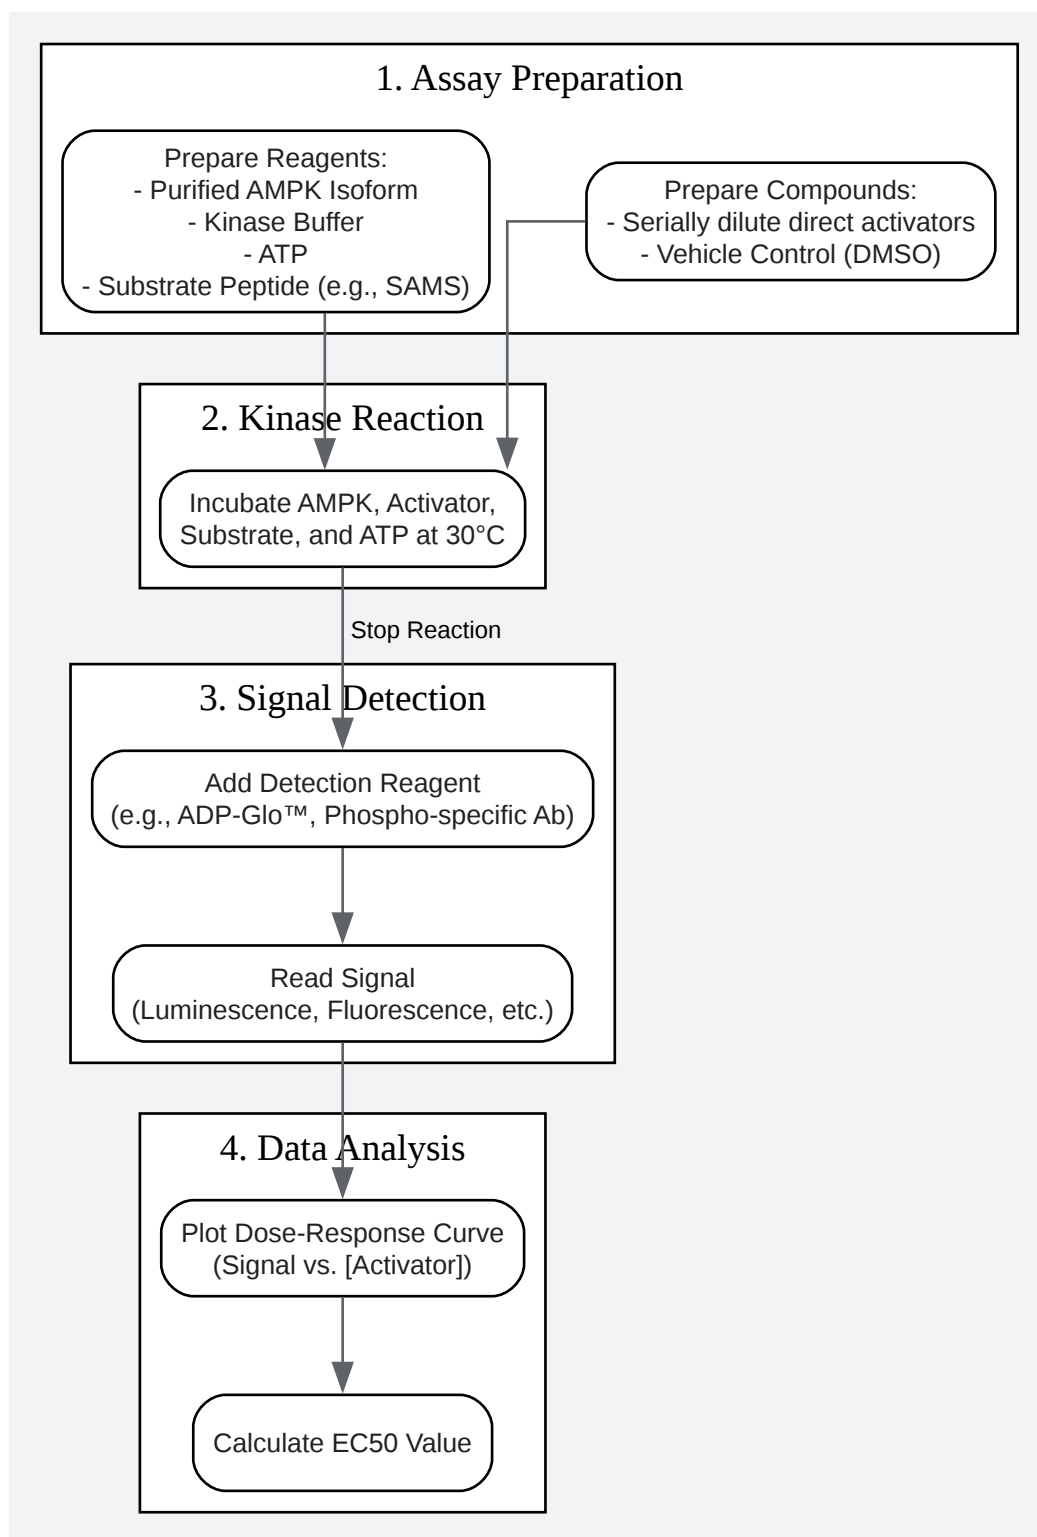 1. Assay Preparation
Prepare Reagents:
- Purified AMPK Isoform
- Kinase Buffer
- ATP
- Substrate Peptide (e.g., SAMS)
Prepare Compounds:
- Serially dilute direct activators
- Vehicle Control (DMSO)
2. Kinase Reaction
Incubate AMPK, Activator,
Substrate, and ATP at 30°C
Stop Reaction
3. Signal Detection
Add Detection Reagent
(e.g., ADP-Glo™, Phospho-specific Ab)
Read Signal
(Luminescence, Fluorescence, etc.)
4. Data Analysis
Plot Dose-Response Curve
(Signal vs. [Activator])
Calculate EC50 Value